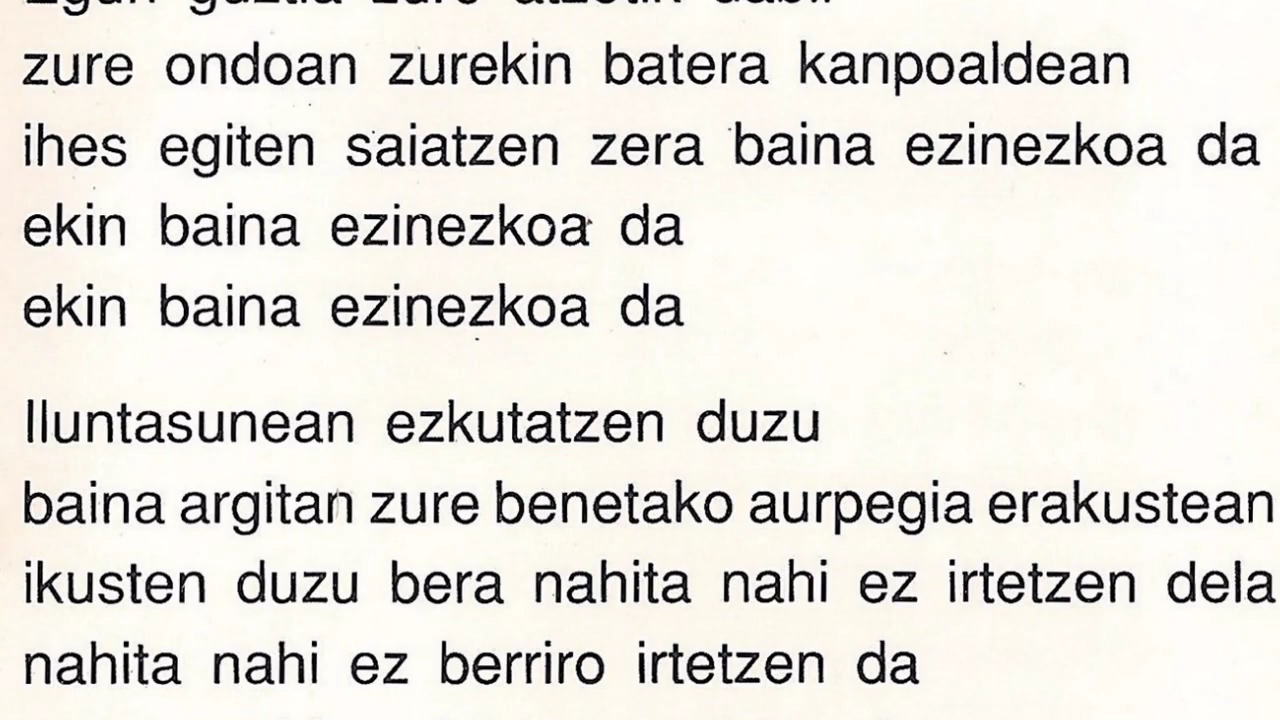 zure ondoan zurekin batera kanpoaldean
ihes egiten saiatzen zera baina ezinezkoa da
ekin baina ezinezkoa da
ekin baina ezinezkoa da
Iluntasunean ezkutatzen duzu
baina argitan zure benetako aurpegia erakustean
ikusten duzu bera nahita nahi ez irtetzen dela
nahita nahi ez berriro irtetzen da